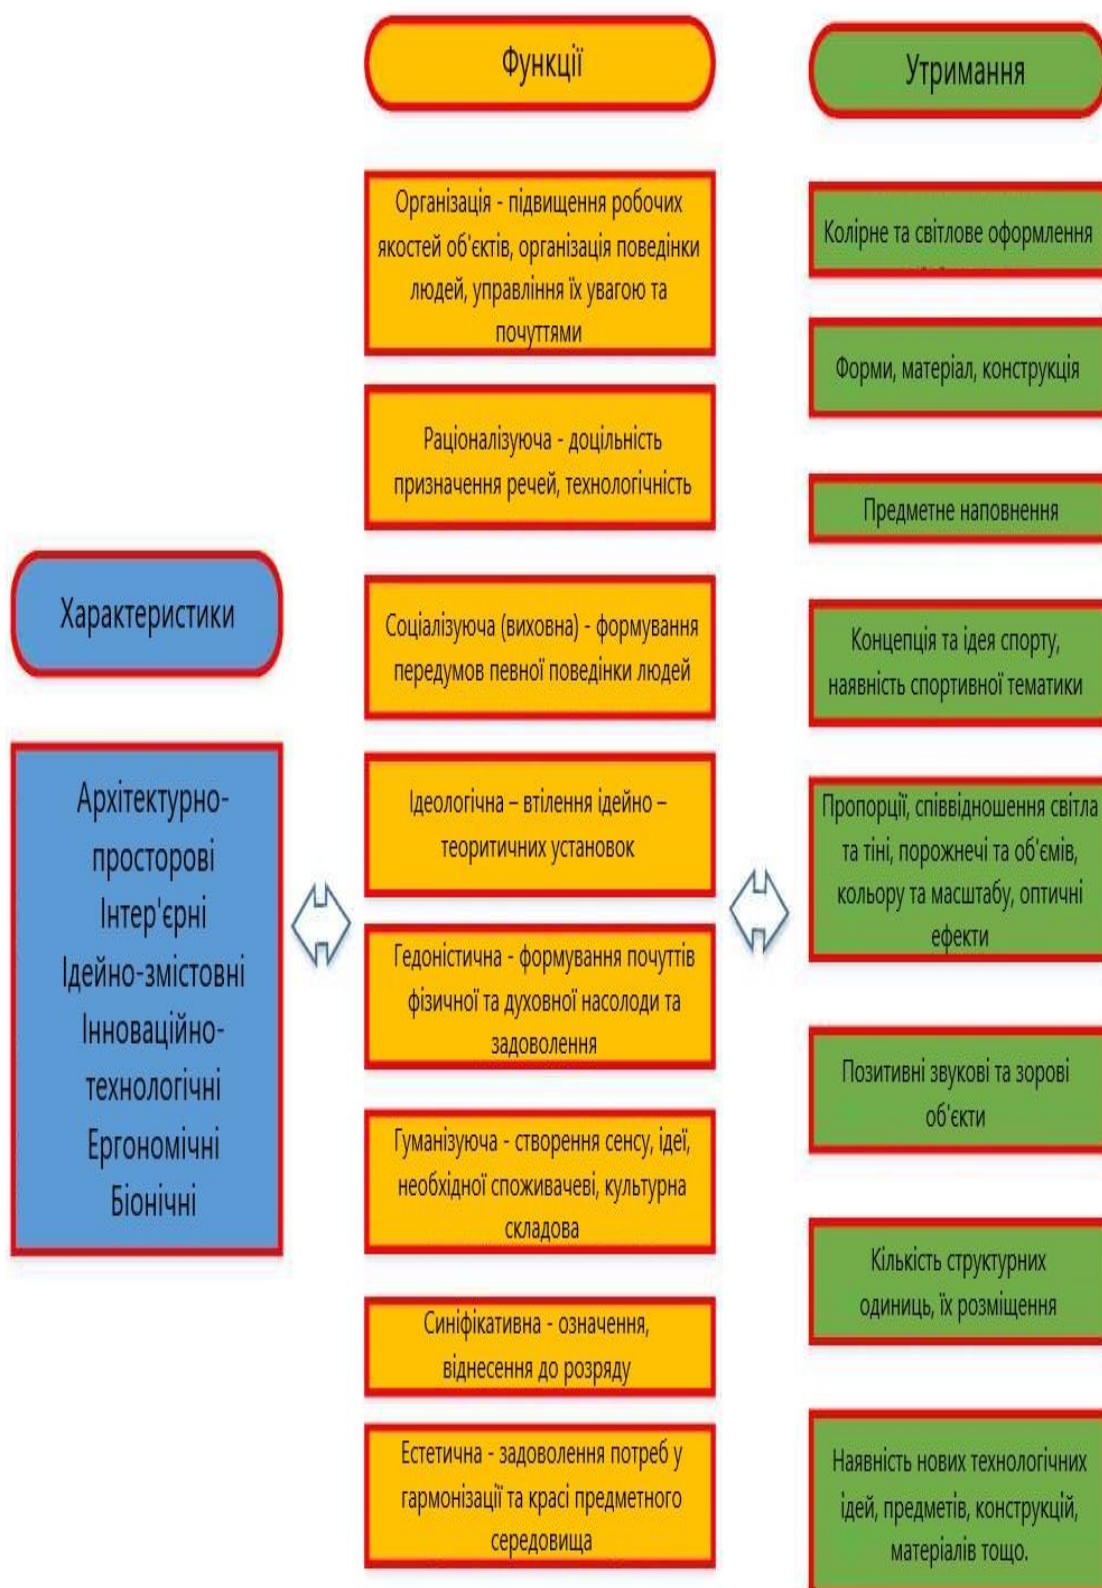 Характеристики
Архітектурно-
просторові
Інтер'єрні
Ідейно-змістовні
Інноваційно-
технологічні
Ергономічні
Біонічні
Функції
Організація - підвищення робочих
якостей об'єктів, організація поведінки
людей, управління їх увагою та
почуттями
Раціоналізуюча - доцільність
призначення речей, технологічність
Соціалізуюча (виховна) - формування
передумов певної поведінки людей
Ідеологічна – втілення ідейно –
теоритичних установок
Гедоністична - формування почуттів
фізичної та духовної насолоди та
задоволення
Гуманізуюча - створення сенсу, ідеї,
необхідної споживачеві, культурна
складова
Синіфікативна - означення,
віднесення до розряду
Естетична - задоволення потреб у
гармонізації та красі предметного
середовища
Утримання
Колірне та світлове оформлення
Форми, матеріал, конструкція
Предметне наповнення
Концепція та ідея спорту,
наявність спортивної тематики
Пропорції, співвідношення світла
та тіні, порожнечі та об'ємів,
кольору та масштабу, оптичні
ефекти
Позитивні звукові та зорові
об'єкти
Кількість структурних
одиниць, їх розміщення
Наявність нових технологічних
ідей, предметів, конструкцій,
матеріалів тощо.